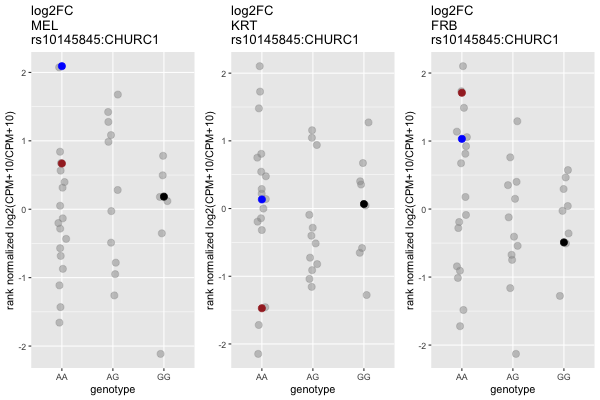 log2FC
MEL
rs10145845:CHURC1
rank normalized log2(CPM+10/CPM+10)
2
1
0
-1
-2
AA
AG
GG
genotype
log2FC
KRT
rs10145845:CHURC1
rank normalized log2(CPM+10/CPM+10)
2
1
0
-1
-2
AA
AG
GG
genotype
log2FC
FRB
rs10145845:CHURC1
rank normalized log2(CPM+10/CPM+10)
2
1
0
-1
-2
AA
AG
GG
genotype